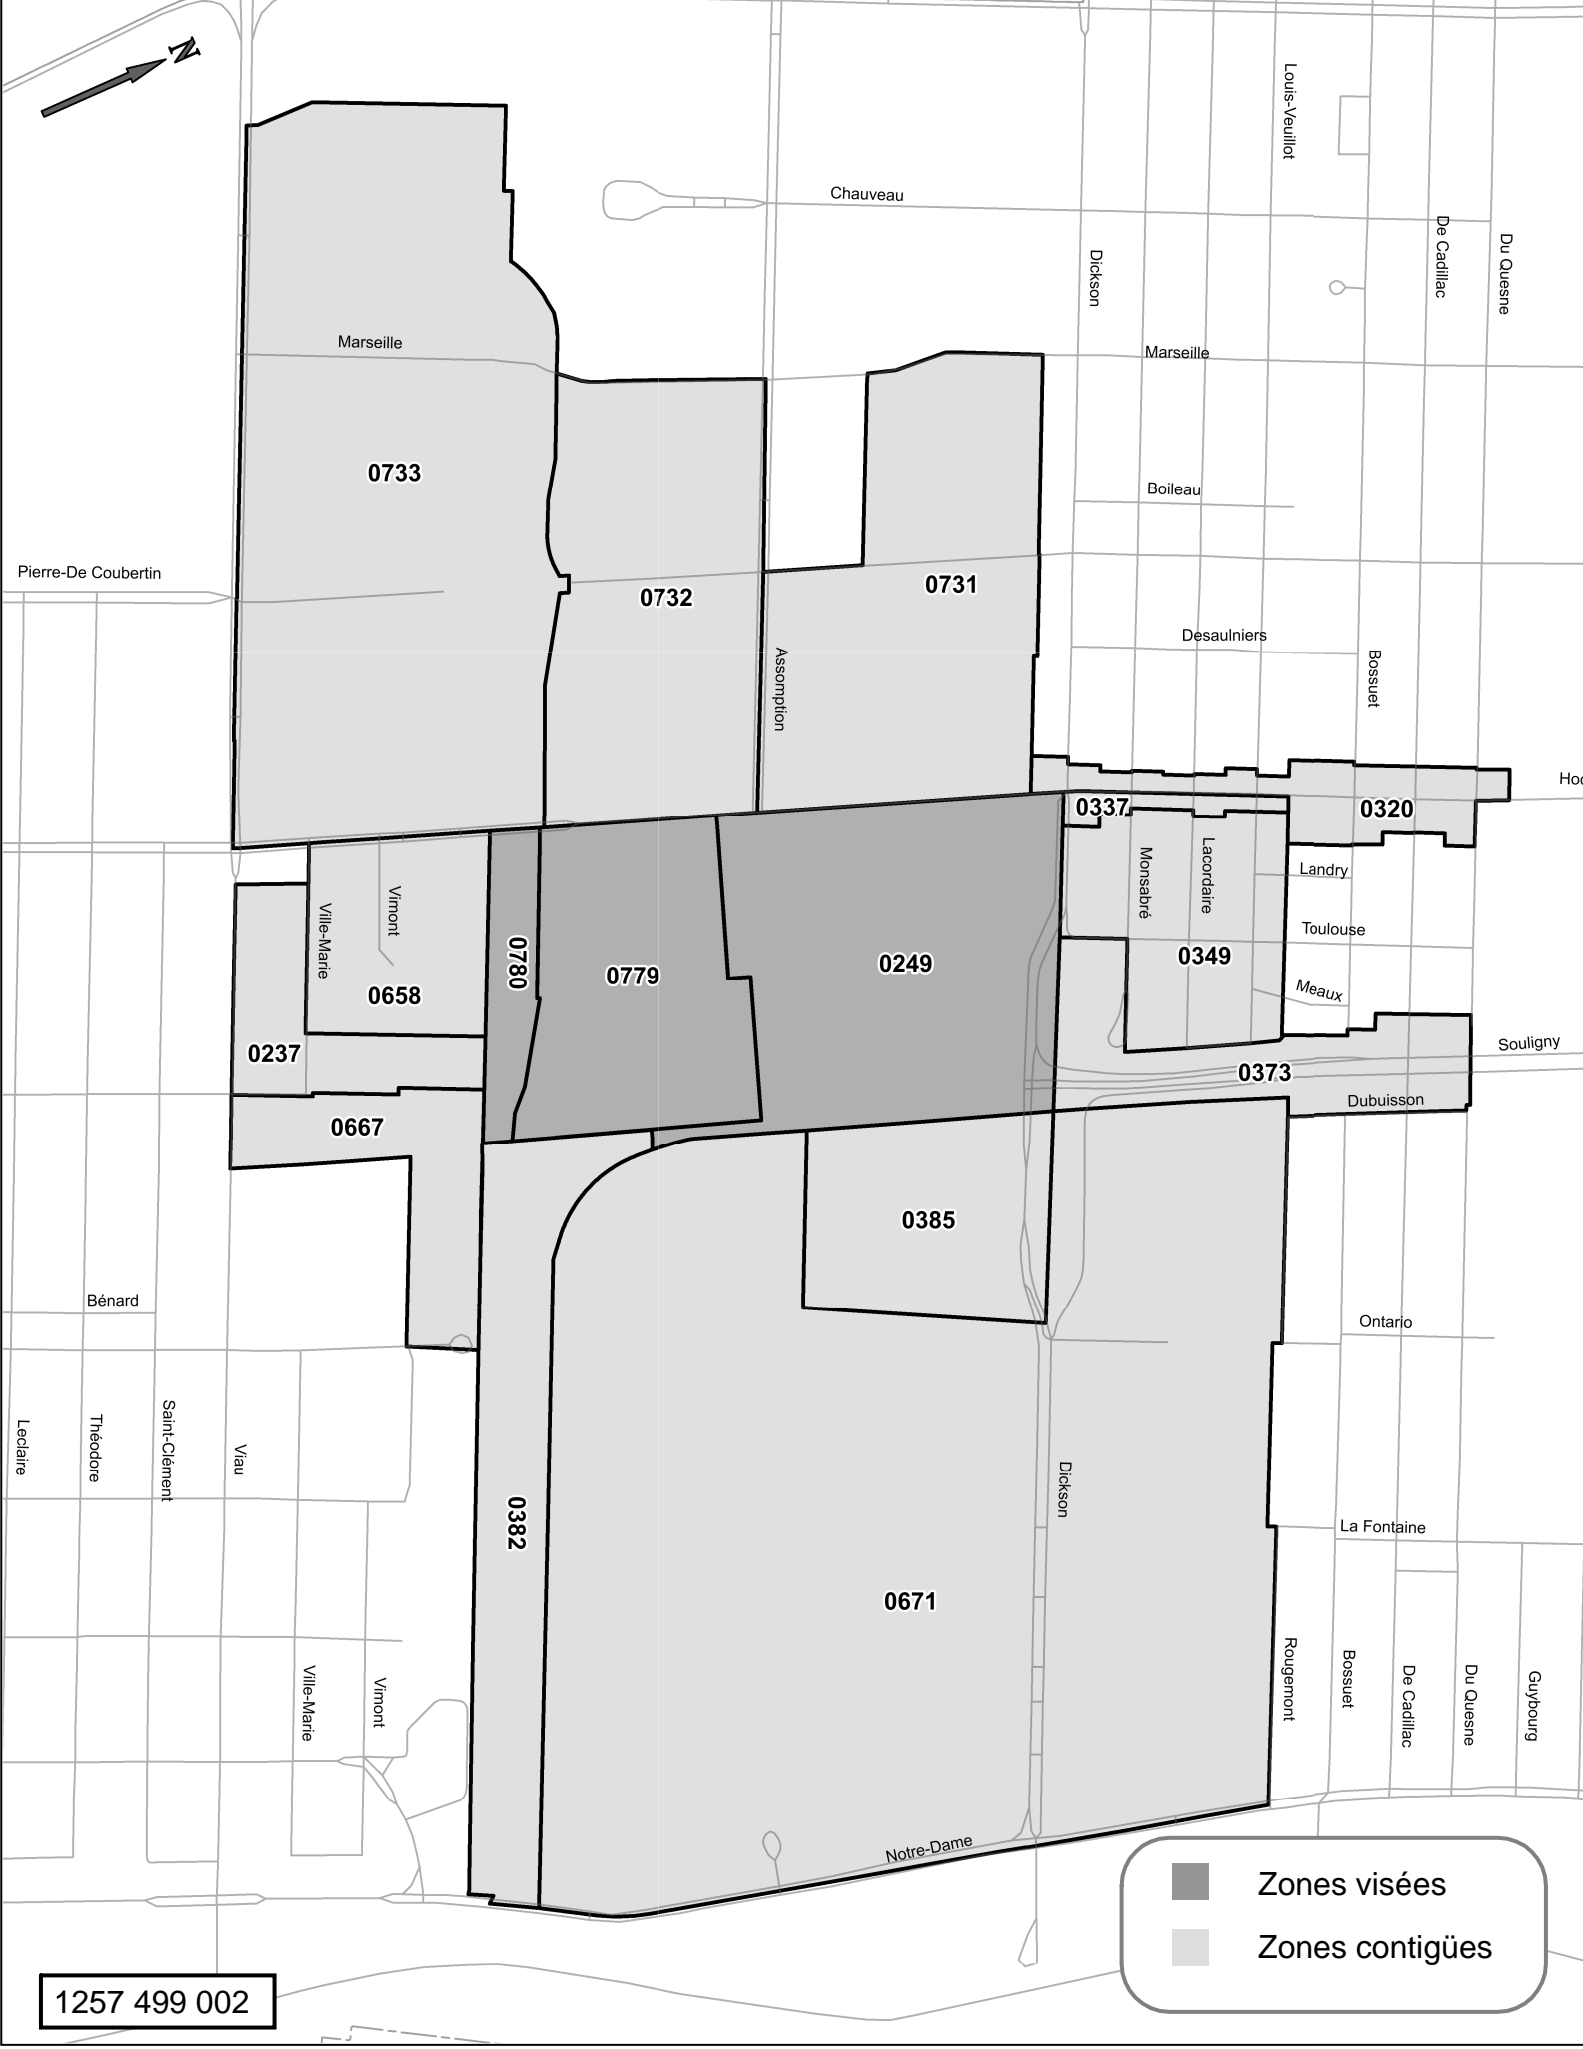 N
Louis-Veuillot
Chauveau
De Cadillac
Du Quesne
Dickson
Marseille
Marseille
0733
Boileau
Pierre-De Coubertin
0732
0731
Desaulniers
Assomption
Bossuet
Hoc
0337
0320
Landry
Monsabré
Lacordaire
Vimont
Ville-Marie
Toulouse
0780
0779
0249
0349
0658
Meaux
0237
Souligny
0373
Dubuisson
0667
0385
Bénard
Ontario
Leclaire
Théodore
Saint-Clément
Viau
Dickson
0382
La Fontaine
0671
Ville-Marie
Vimont
Rougemont
Bossuet
De Cadillac
Du Quesne
Guybourg
Notre-Dame
Zones visées
Zones contigües
1257 499 002